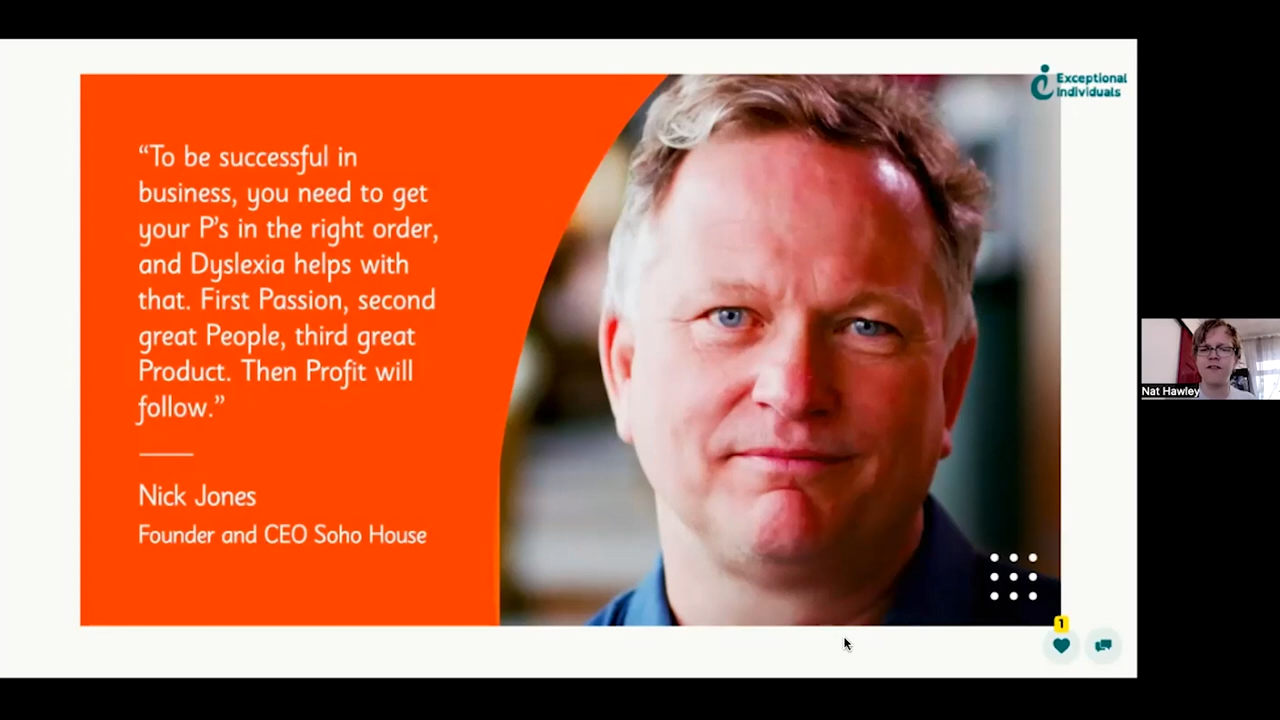 “To be successful in
business, you need to get
your P’s in the right order,
and Dyslexia helps with
that. First Passion, second
great People, third great
Product. Then Profit will
follow.”
Nick Jones
Founder and CEO Soho House
Exceptional
Individuals
1
Nat Hawley